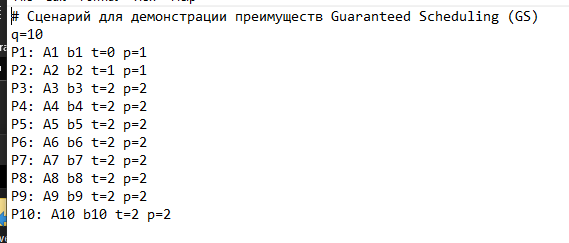 # Сценарий для демонстрации преимуществ Guaranteed Scheduling (GS)
q=10
P1: A1 b1 t=0 p=1
P2: A2 b2 t=1 p=1
P3: A3 b3 t=2 p=2
P4: A4 b4 t=2 p=2
P5: A5 b5 t=2 p=2
P6: A6 b6 t=2 p=2
P7: A7 b7 t=2 p=2
P8: A8 b8 t=2 p=2
P9: A9 b9 t=2 p=2
P10: A10 b10 t=2 p=2